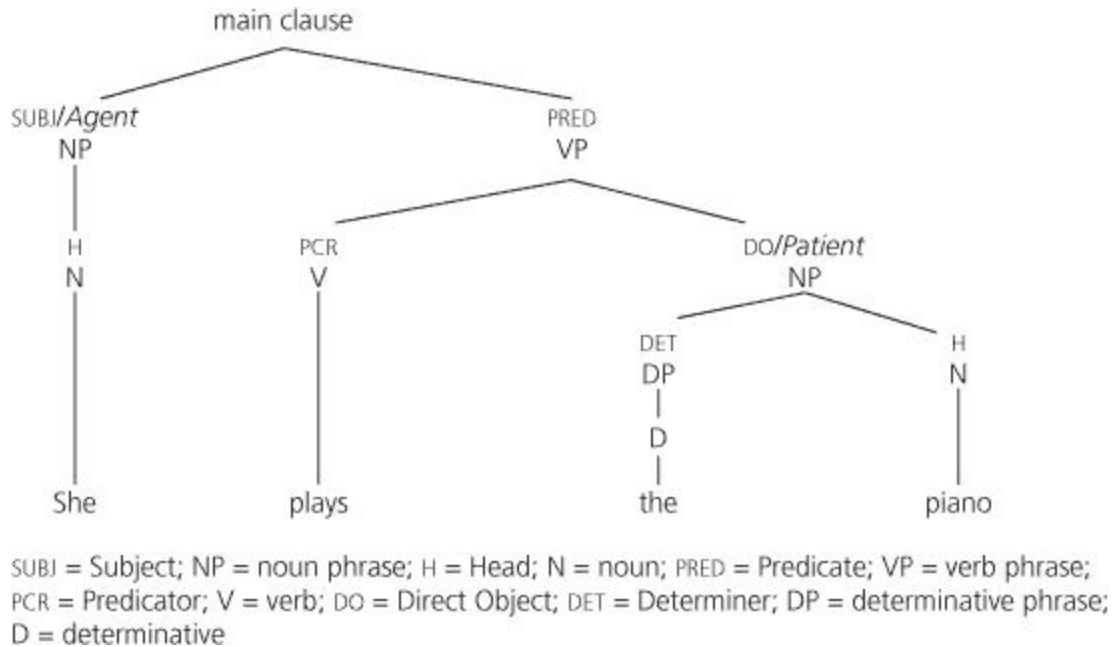 main clause
SUBJ/Agent PRED
NP VP
H PCR DO/Patient
N V NP
DET H
DP N
D
She plays the piano
SUBJ = Subject; NP = noun phrase; H = Head; N = noun; PRED = Predicate; VP = verb phrase;
PCR = Predicator; V = verb; DO = Direct Object; DET = Determiner; DP = determinative phrase;
D = determinative